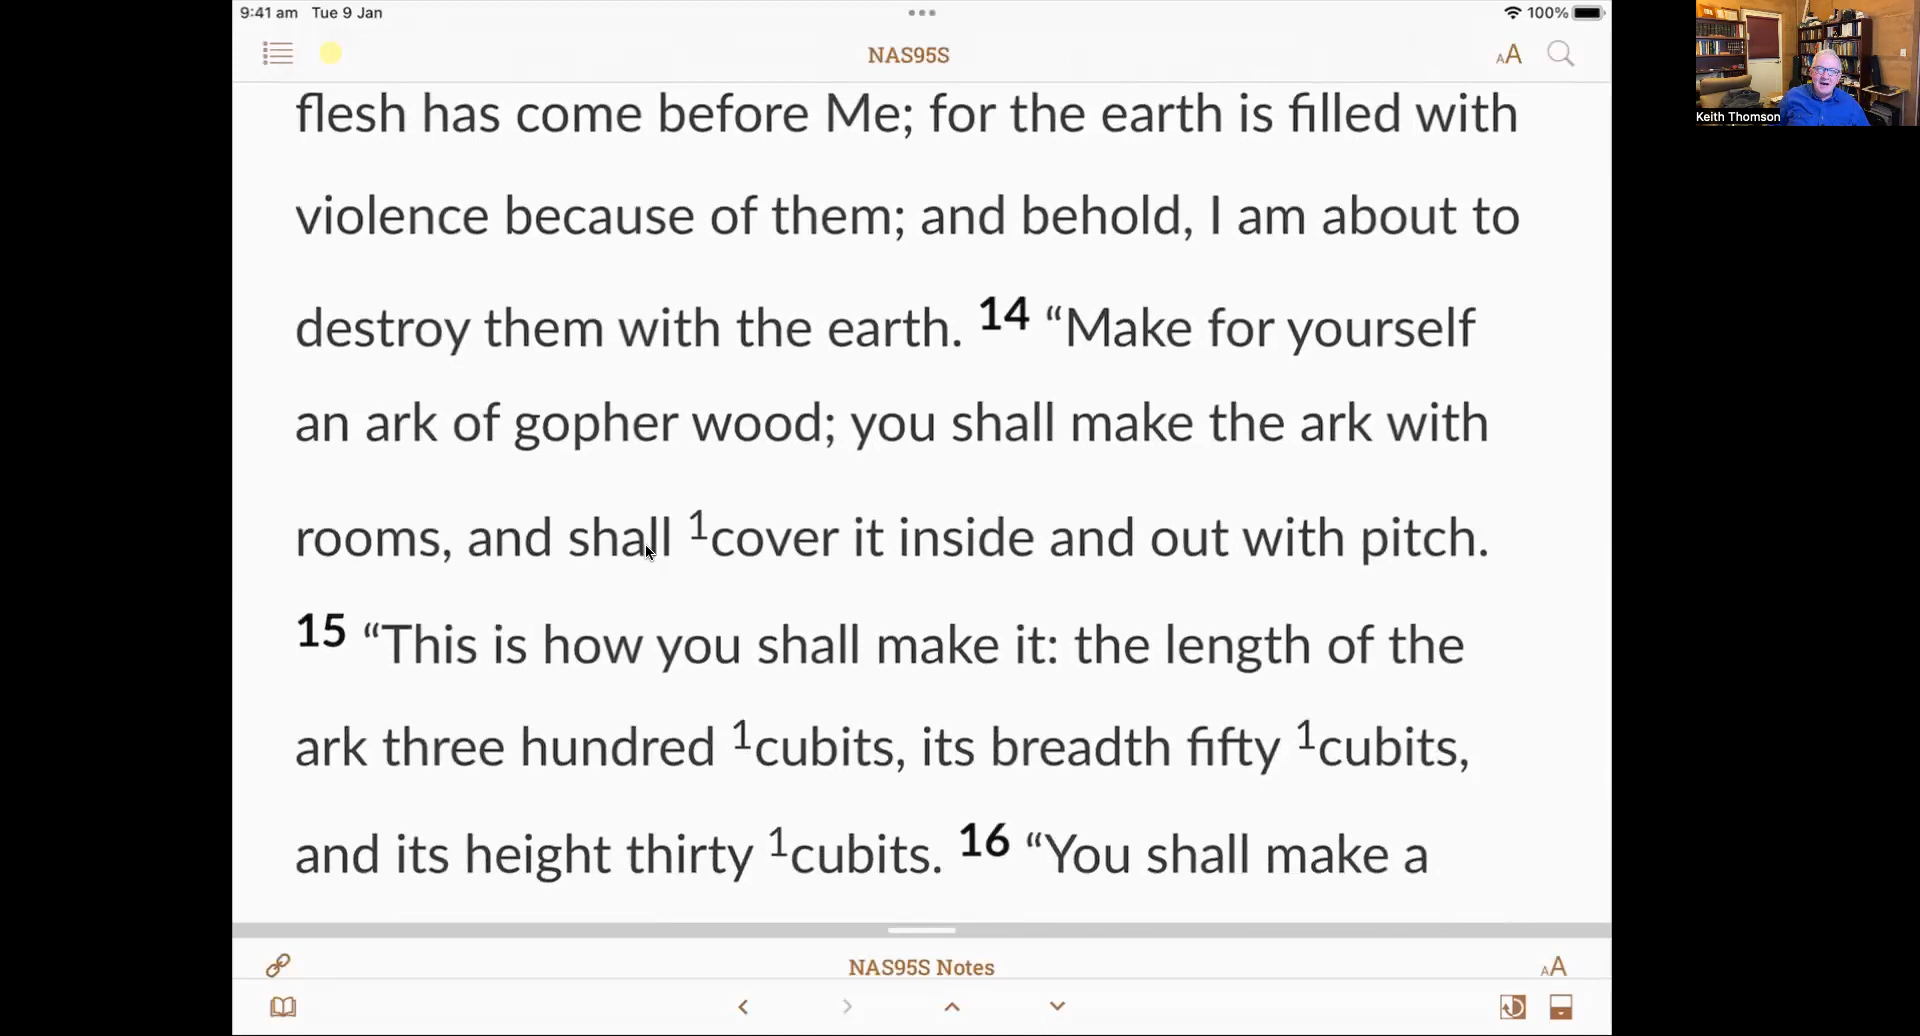 9:41 am Tue 9 Jan
100%
NAS95S
AA
flesh has come before Me; for the earth is filled with
violence because of them; and behold, I am about to
destroy them with the earth. 14 “Make for yourself
an ark of gopher wood; you shall make the ark with
rooms, and shall 1cover it inside and out with pitch.
15 “This is how you shall make it: the length of the
ark three hundred 1cubits, its breadth fifty 1cubits,
and its height thirty 1cubits. 16 “You shall make a
NAS95S Notes
AA
Keith Thomson